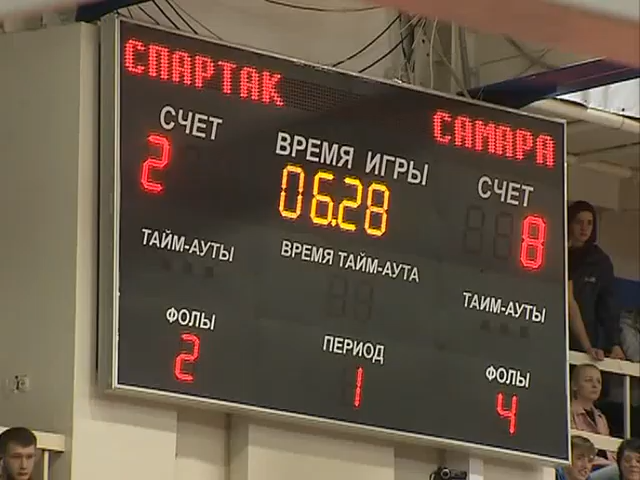 СПАРТАК
САМАРА
СЧЕТ
ВРЕМЯ ИГРЫ
СЧЕТ
2
06.28
8
ТАЙМ-АУТЫ
ВРЕМЯ ТАЙМ-АУТА
ТАЙМ-АУТЫ
ФОЛЫ
ПЕРИОД
ФОЛЫ
2
1
4